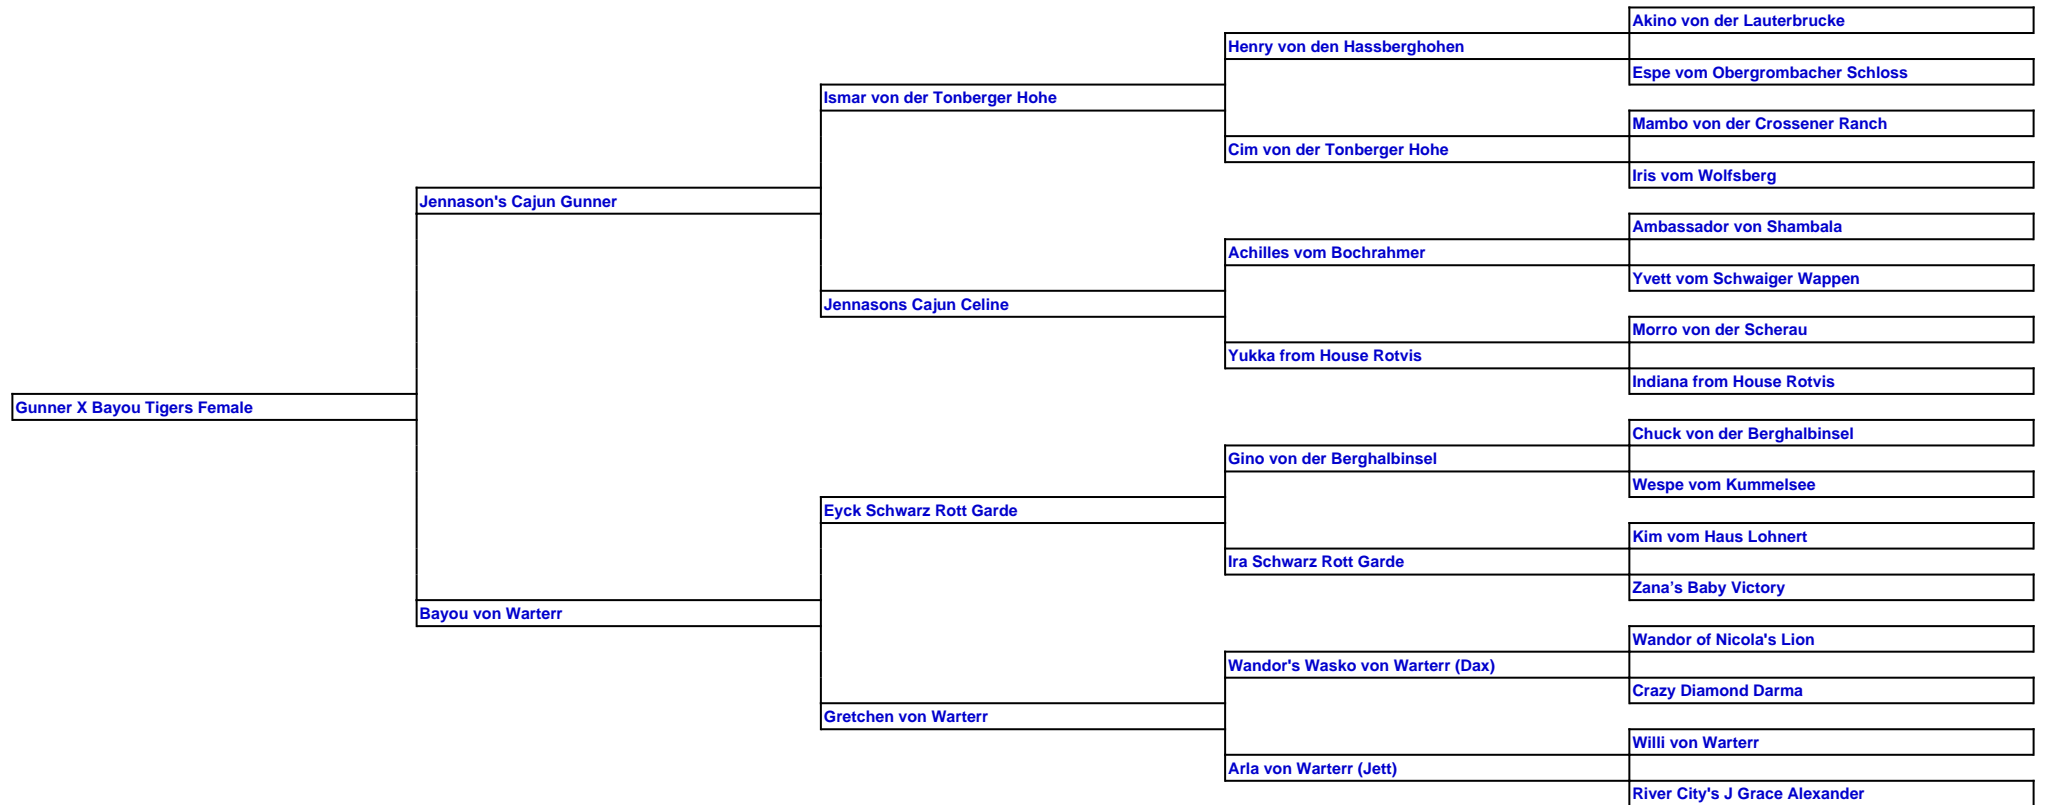 Akino von der Lauterbrucke
Henry von den Hassberghohen
Espe vom Obergrombacher Schloss
Ismar von der Tonberger Hohe
Mambo von der Crossener Ranch
Cim von der Tonberger Hohe
Iris vom Wolfsberg
Jennason's Cajun Gunner
Ambassador von Shambala
Achilles vom Bochrahmer
Yvett vom Schwaiger Wappen
Jennasons Cajun Celine
Morro von der Scherau
Yukka from House Rotvis
Indiana from House Rotvis
Gunner X Bayou Tigers Female
Chuck von der Berghalbinsel
Gino von der Berghalbinsel
Wespe vom Kummelsee
Eyck Schwarz Rott Garde
Kim vom Haus Lohnert
Ira Schwarz Rott Garde
Zana’s Baby Victory
Bayou von Warterr
Wandor of Nicola's Lion
Wandor's Wasko von Warterr (Dax)
Crazy Diamond Darma
Gretchen von Warterr
Willi von Warterr
Arla von Warterr (Jett)
River City's J Grace Alexander